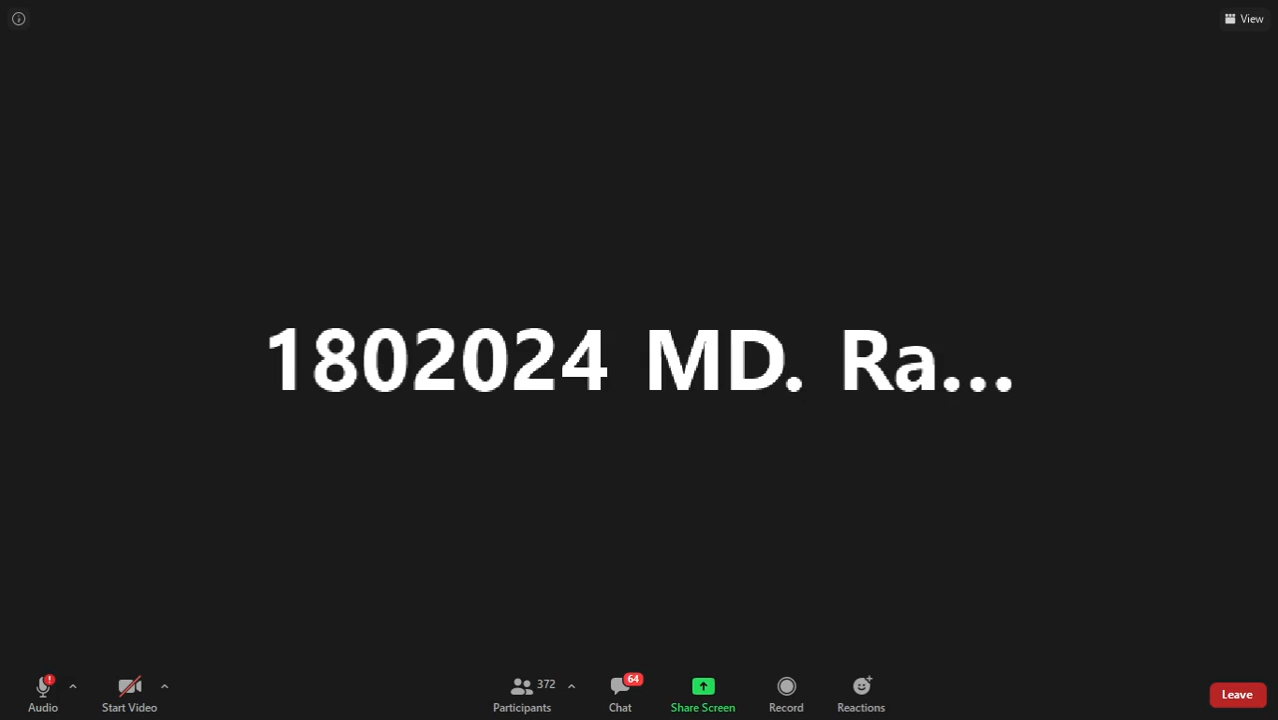 View
1802024 MD. Ra...
Audio
Start Video
372
Participants
64
Chat
Share Screen
Record
Reactions
Leave